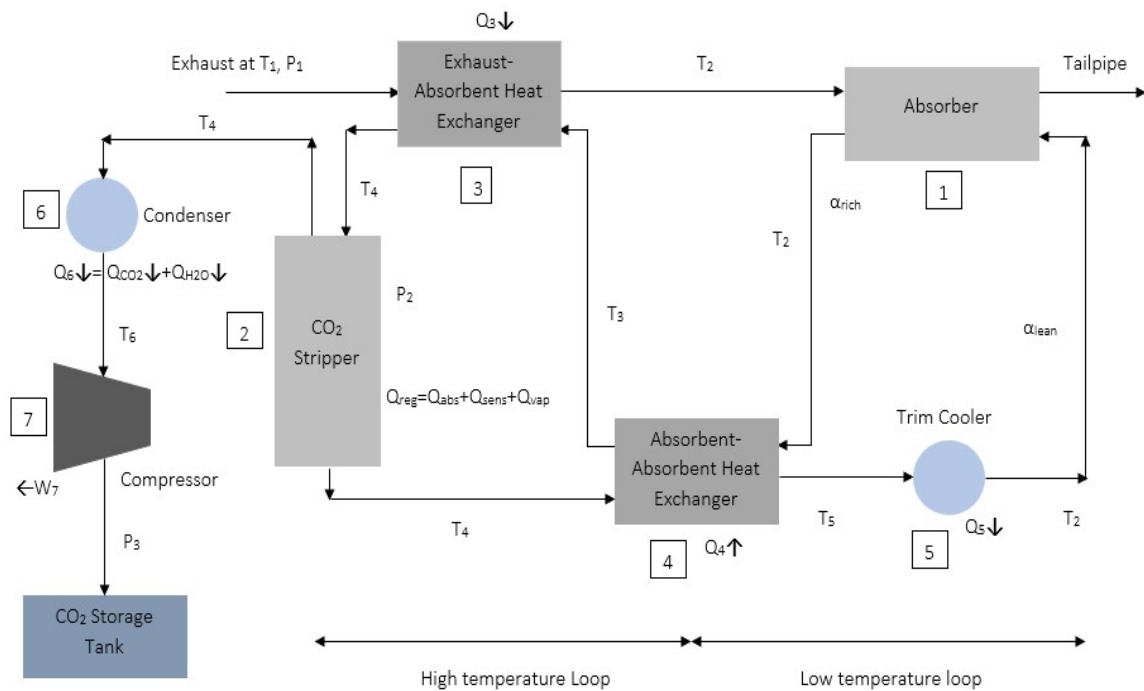 Q₃↓
Exhaust at T₁, P₁
Exhaust-
Absorbent Heat
Exchanger
T₂
Tailpipe
Absorber
T₄
6
Condenser
3
T₄
1
αrich
T₂
Q₆↓= QCO2↓+QH2O↓
P₂
2
CO₂
Stripper
T₃
αlean
T₆
7
Qreg=Qabs+Qsens+Qvap
Trim Cooler
Compressor
←W₇
Absorbent-
Absorbent Heat
Exchanger
T₄
T₅
Q₅↓
T₂
P₃
4
Q₄↑
5
CO₂ Storage
Tank
High temperature Loop
Low temperature loop